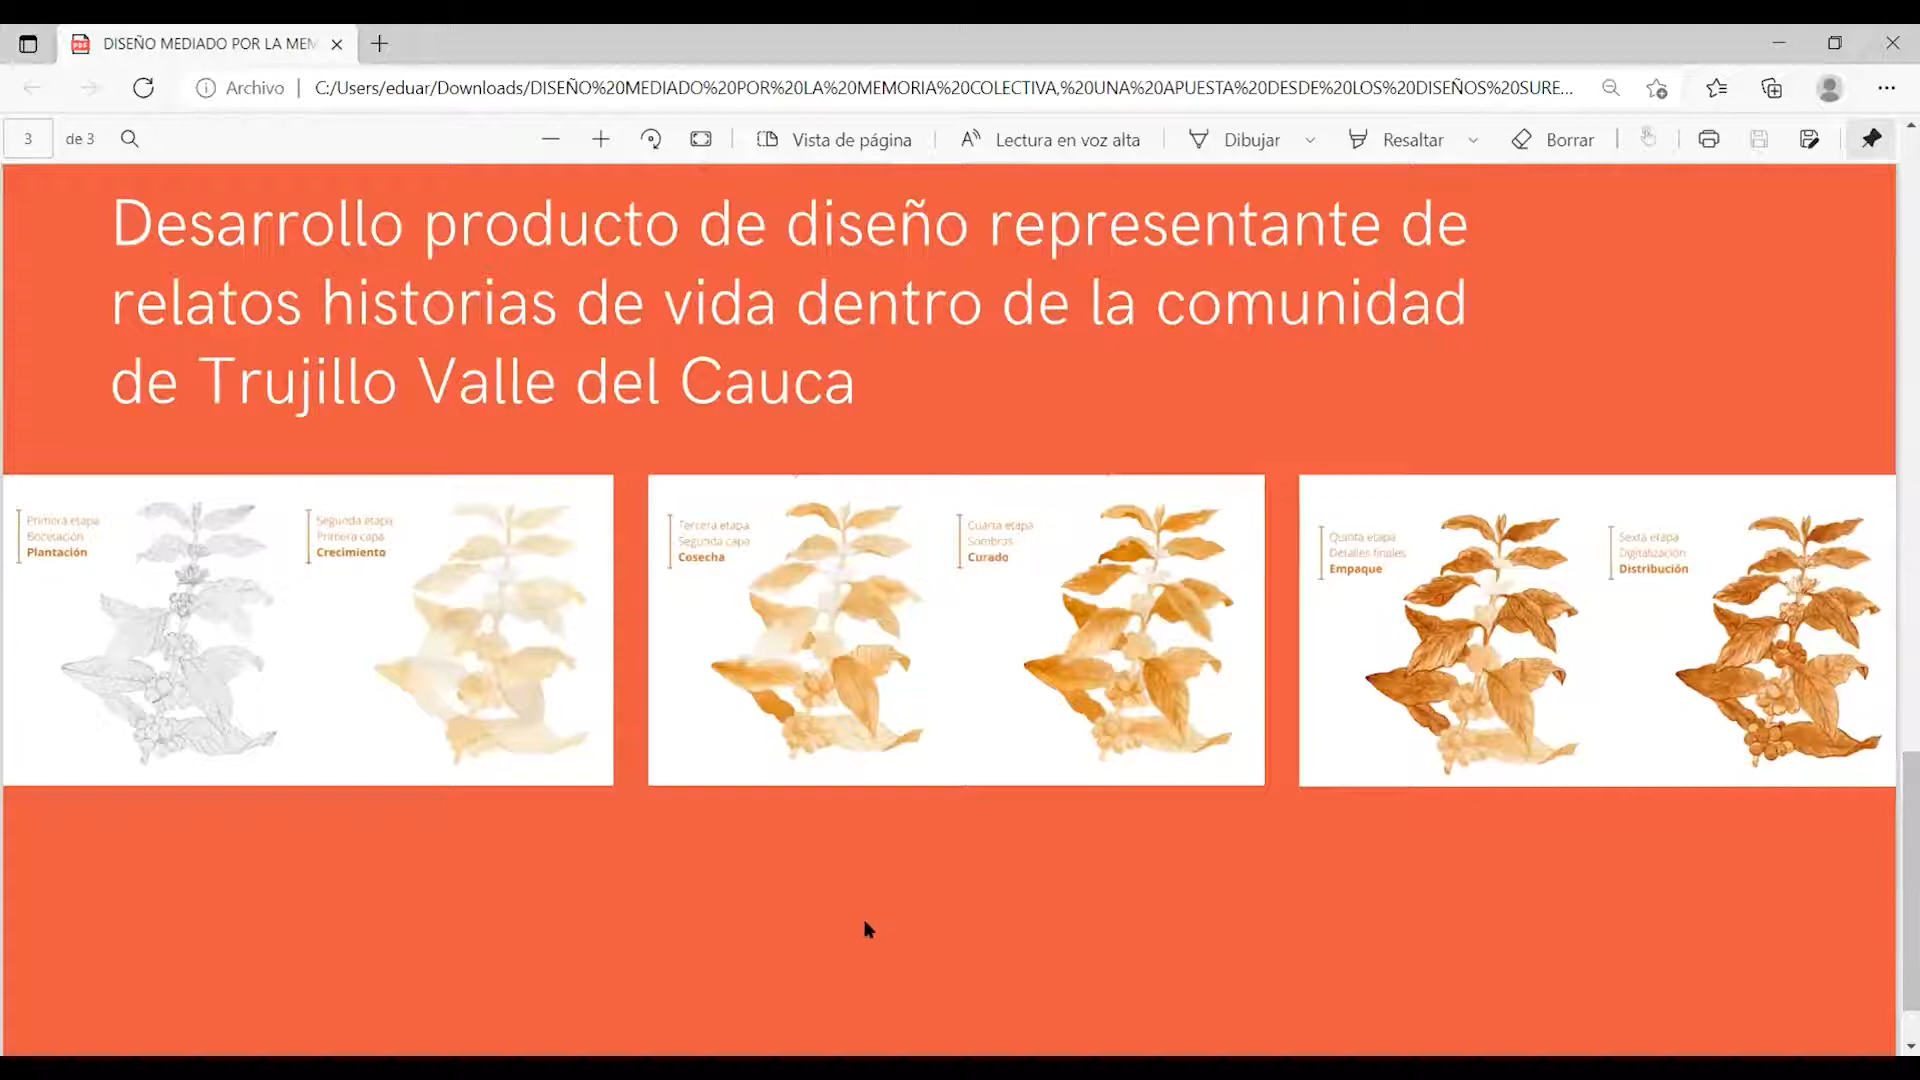 DISEÑO MEDIADO POR LA MEM
Archivo
C:/Users/eduar/Downloads/DISEÑO%20MEDIADO%20POR%20LA%20MEMORIA%20COLECTIVA,%20UNA%20APUESTA%20DESDE%20LOS%20DISEÑOS%20SURE...
3 de 3
Vista de página
Lectura en voz alta
Dibujar
Resaltar
Borrar
Desarrollo producto de diseño representante de
relatos historias de vida dentro de la comunidad
de Trujillo Valle del Cauca
Primera etapa
Bocetación
Plantación
Segunda etapa
Primera capa
Crecimiento
Tercera etapa
Segunda capa
Cosecha
Cuarta etapa
Sombras
Curado
Quinta etapa
Detalles finales
Empaque
Sexta etapa
Digitalización
Distribución